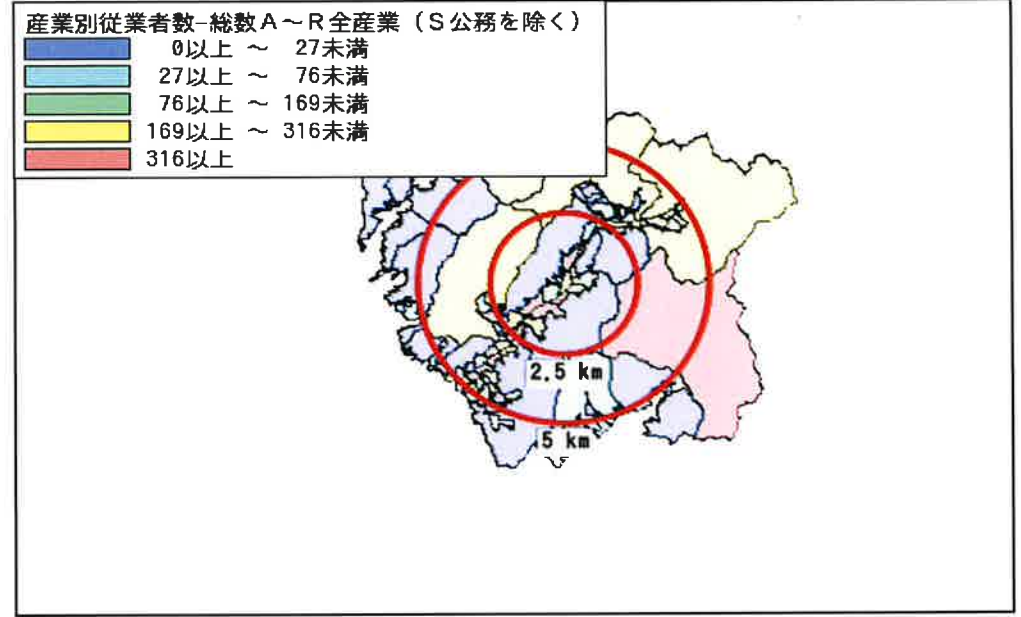 産業別従業者数-総数A～R全産業（S公務を除く）
0以上 ～ 27未満
27以上 ～ 76未満
76以上 ～ 169未満
169以上 ～ 316未満
316以上
2.5 km
5 km